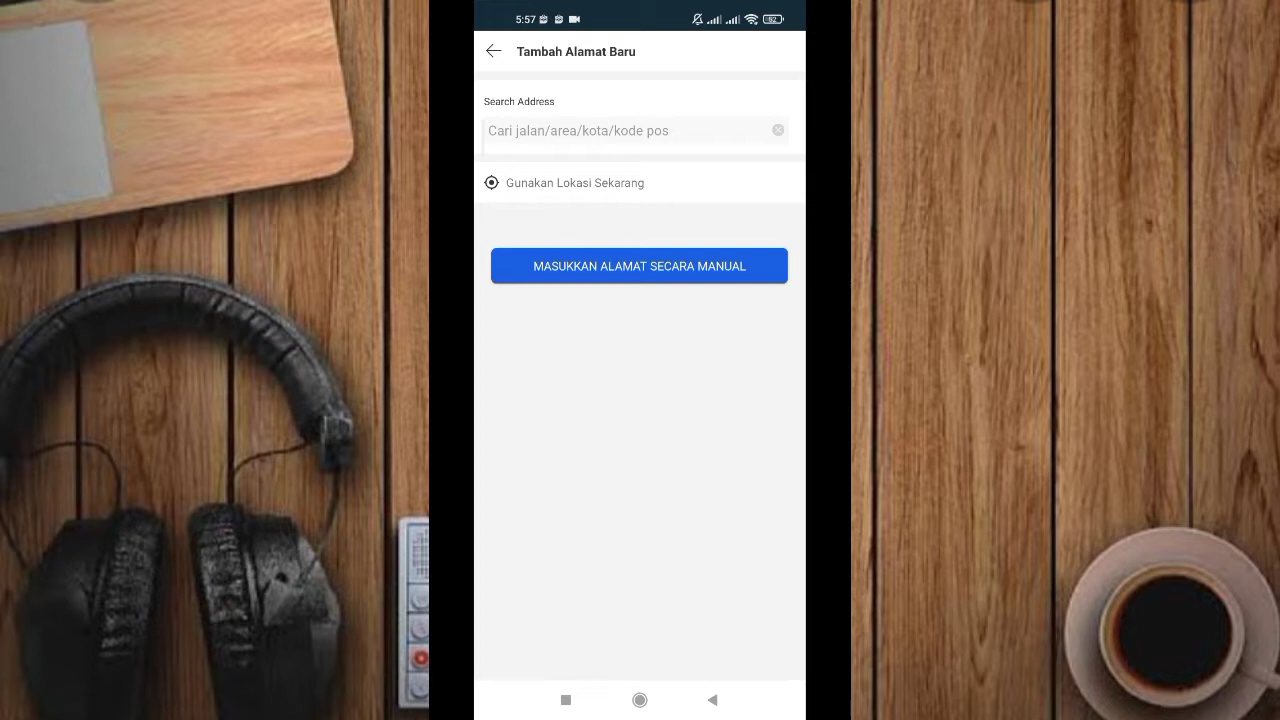 5:57
52
Tambah Alamat Baru
Search Address
Cari jalan/area/kota/kode pos
Gunakan Lokasi Sekarang
MASUKKAN ALAMAT SECARA MANUAL